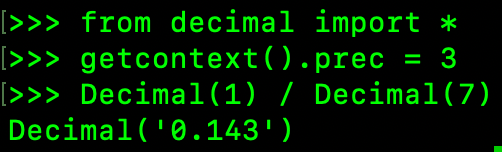 [>>> from decimal import *
[>>> getcontext().prec = 3
[>>> Decimal(1) / Decimal(7)
Decimal('0.143')